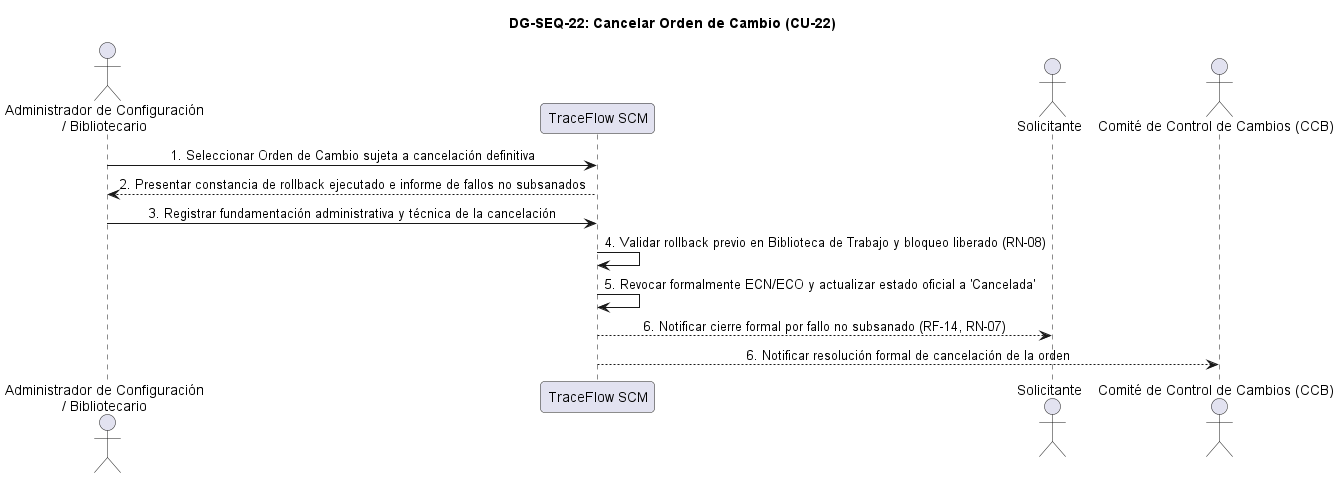 DG-SEQ-22: Cancelar Orden de Cambio (CU-22)
Administrador de Configuración
/ Bibliotecario
TraceFlow SCM
Solicitante
Comité de Control de Cambios (CCB)
1. Seleccionar Orden de Cambio sujeta a cancelación definitiva
2. Presentar constancia de rollback ejecutado e informe de fallos no subsanados
3. Registrar fundamentación administrativa y técnica de la cancelación
4. Validar rollback previo en Biblioteca de Trabajo y bloqueo liberado (RN-08)
5. Revocar formalmente ECN/ECO y actualizar estado oficial a 'Cancelada'
6. Notificar cierre formal por fallo no subsanado (RF-14, RN-07)
6. Notificar resolución formal de cancelación de la orden
Administrador de Configuración
/ Bibliotecario
TraceFlow SCM
Solicitante
Comité de Control de Cambios (CCB)